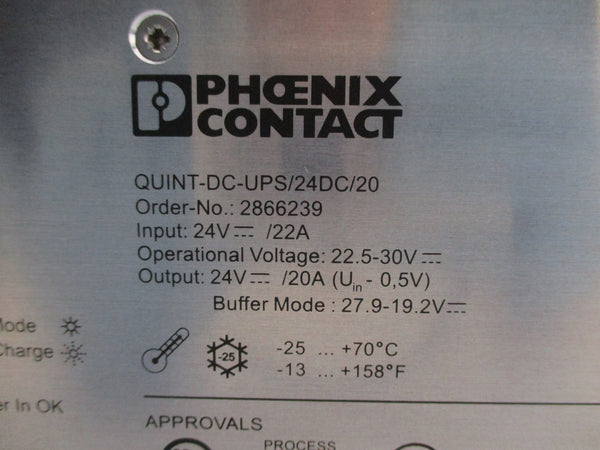 PHŒNIX
CONTACT
QUINT-DC-UPS/24DC/20
Order-No.: 2866239
Input: 24V⎓ /22A
Operational Voltage: 22.5-30V⎓
Output: 24V⎓ /20A (Uin - 0,5V)
Buffer Mode : 27.9-19.2V⎓
Mode
Charge
-25
-25 ... +70°C
-13 ... +158°F
er In OK
APPROVALS
PROCESS